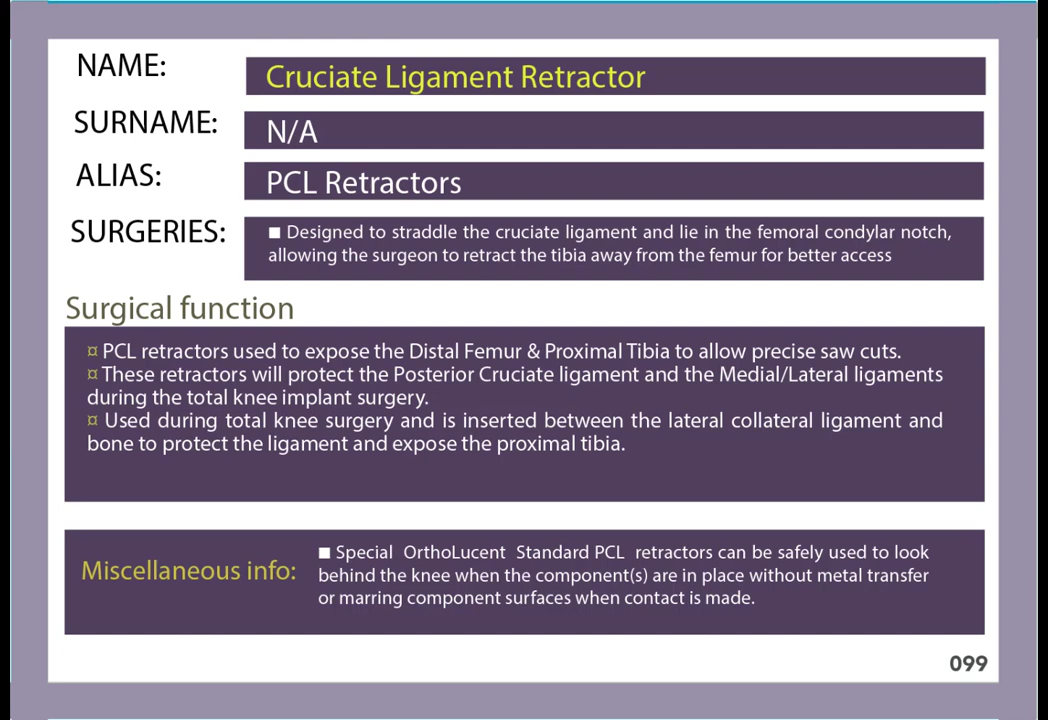 NAME:
Cruciate Ligament Retractor
SURNAME:
N/A
ALIAS:
PCL Retractors
SURGERIES:
■ Designed to straddle the cruciate ligament and lie in the femoral condylar notch,
allowing the surgeon to retract the tibia away from the femur for better access
Surgical function
¤ PCL retractors used to expose the Distal Femur & Proximal Tibia to allow precise saw cuts.
¤ These retractors will protect the Posterior Cruciate ligament and the Medial/Lateral ligaments
during the total knee implant surgery.
¤ Used during total knee surgery and is inserted between the lateral collateral ligament and
bone to protect the ligament and expose the proximal tibia.
Miscellaneous info:
■ Special OrthoLucent Standard PCL retractors can be safely used to look
behind the knee when the component(s) are in place without metal transfer
or marring component surfaces when contact is made.
099